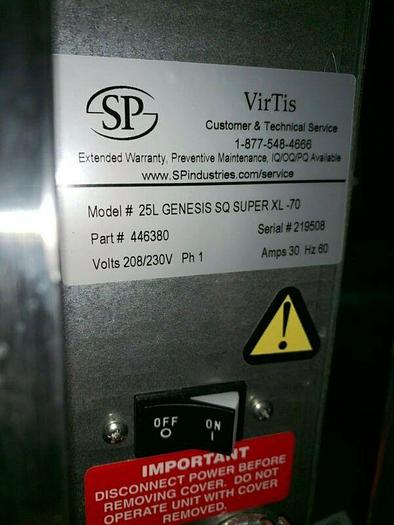 SP VirTis
Customer & Technical Service
1-877-548-4666
Extended Warranty, Preventive Maintenance, IQ/OQ/PQ Available
www.SPindustries.com/service
Model # 25L GENESIS SQ SUPER XL -70
Part # 446380 Serial # 219508
Volts 208/230V Ph 1 Amps 30 Hz 60
!
OFF ON
O I
IMPORTANT
DISCONNECT POWER BEFORE
REMOVING COVER. DO NOT
OPERATE UNIT WITH COVER
REMOVED.